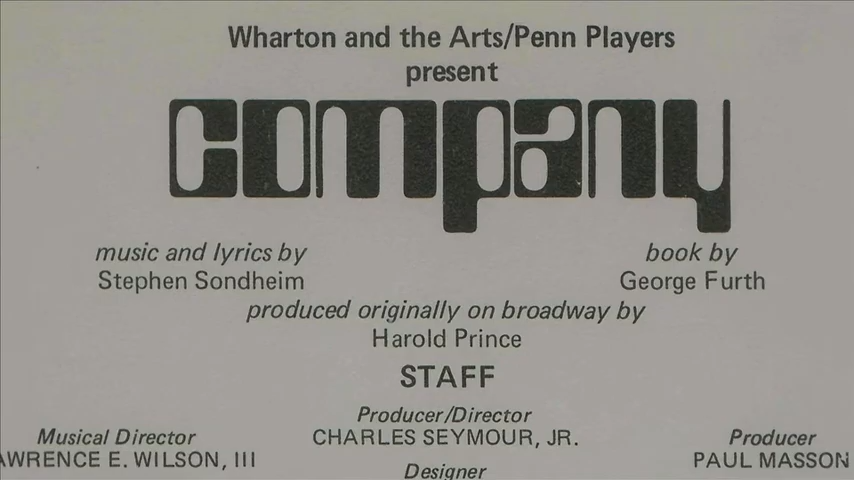 Wharton and the Arts/Penn Players
present
company
music and lyrics by
Stephen Sondheim
book by
George Furth
produced originally on broadway by
Harold Prince
STAFF
Producer/Director
CHARLES SEYMOUR, JR.
Musical Director
AWRENCE E. WILSON, III
Producer
PAUL MASSON
Designer